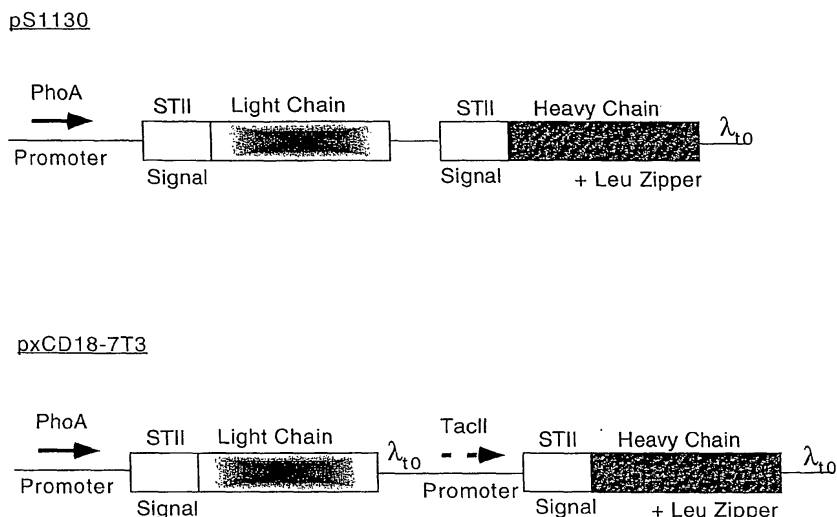 pS1130
PhoA
STII Light Chain
STII Heavy Chain
λt0
Promoter
Signal
Signal
+ Leu Zipper
pxCD18-7T3
PhoA
STII Light Chain
λt0
TacII
STII Heavy Chain
λt0
Promoter
Signal
Promoter
Signal
+ Leu Zipper